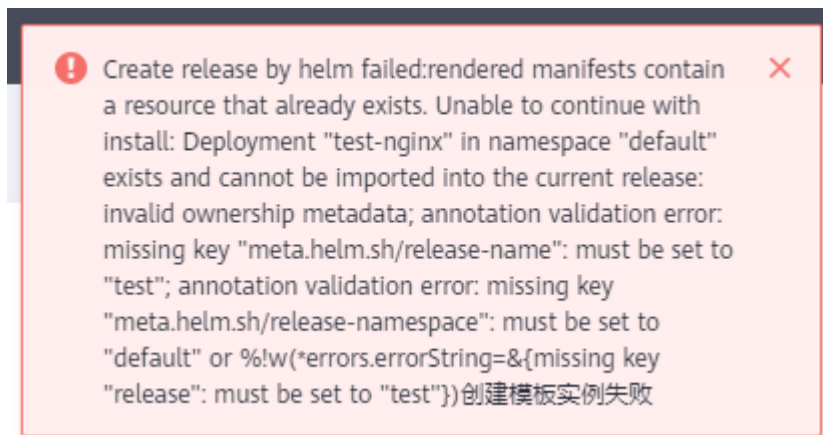 Create release by helm failed:rendered manifests contain
a resource that already exists. Unable to continue with
install: Deployment "test-nginx" in namespace "default"
exists and cannot be imported into the current release:
invalid ownership metadata; annotation validation error:
missing key "meta.helm.sh/release-name": must be set to
"test"; annotation validation error: missing key
"meta.helm.sh/release-namespace": must be set to
"default" or %!w(*errors.errorString=&{missing key
"release": must be set to "test"})创建模板实例失败